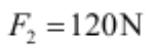 F₂ = 120N